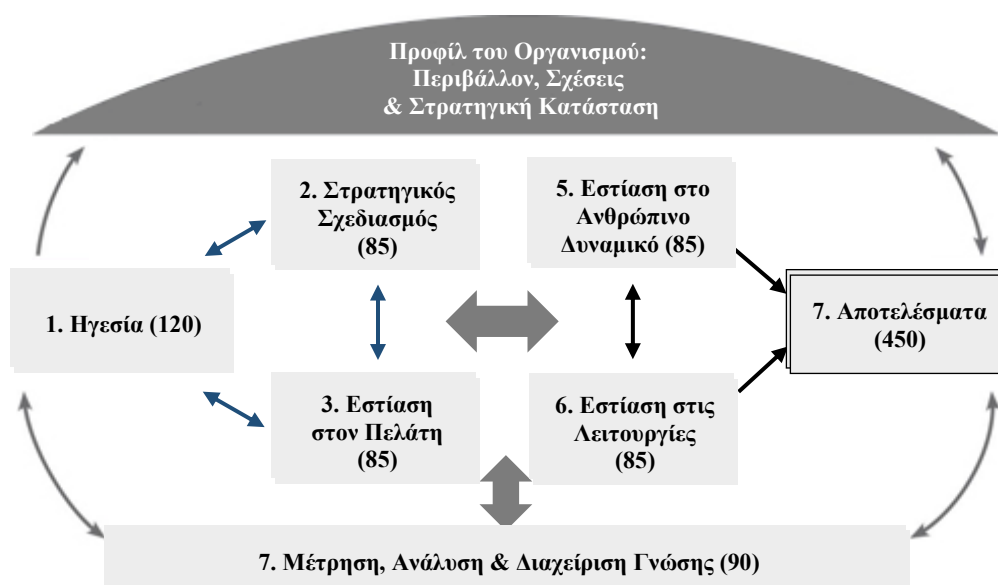 Προφίλ του Οργανισμού:
Περιβάλλον, Σχέσεις
& Στρατηγική Κατάσταση
2. Στρατηγικός
Σχεδιασμός
(85)
5. Εστίαση στο
Ανθρώπινο
Δυναμικό (85)
1. Ηγεσία (120)
7. Αποτελέσματα
(450)
3. Εστίαση
στον Πελάτη
(85)
6. Εστίαση στις
Λειτουργίες
(85)
7. Μέτρηση, Ανάλυση & Διαχείριση Γνώσης (90)